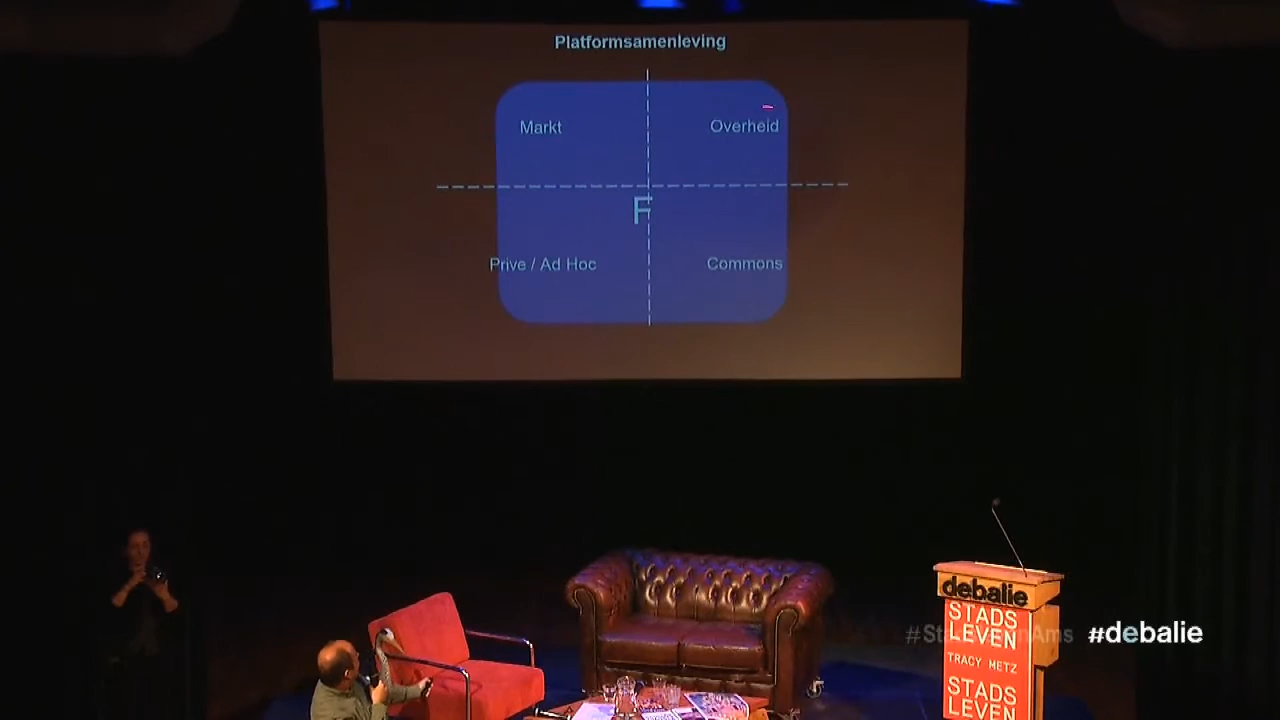 Platformsamenleving
Markt
Overheid
F
Prive / Ad Hoc
Commons
debalie
STADS
LEVEN
TRACY METZ
STADS
LEVEN
#debalie